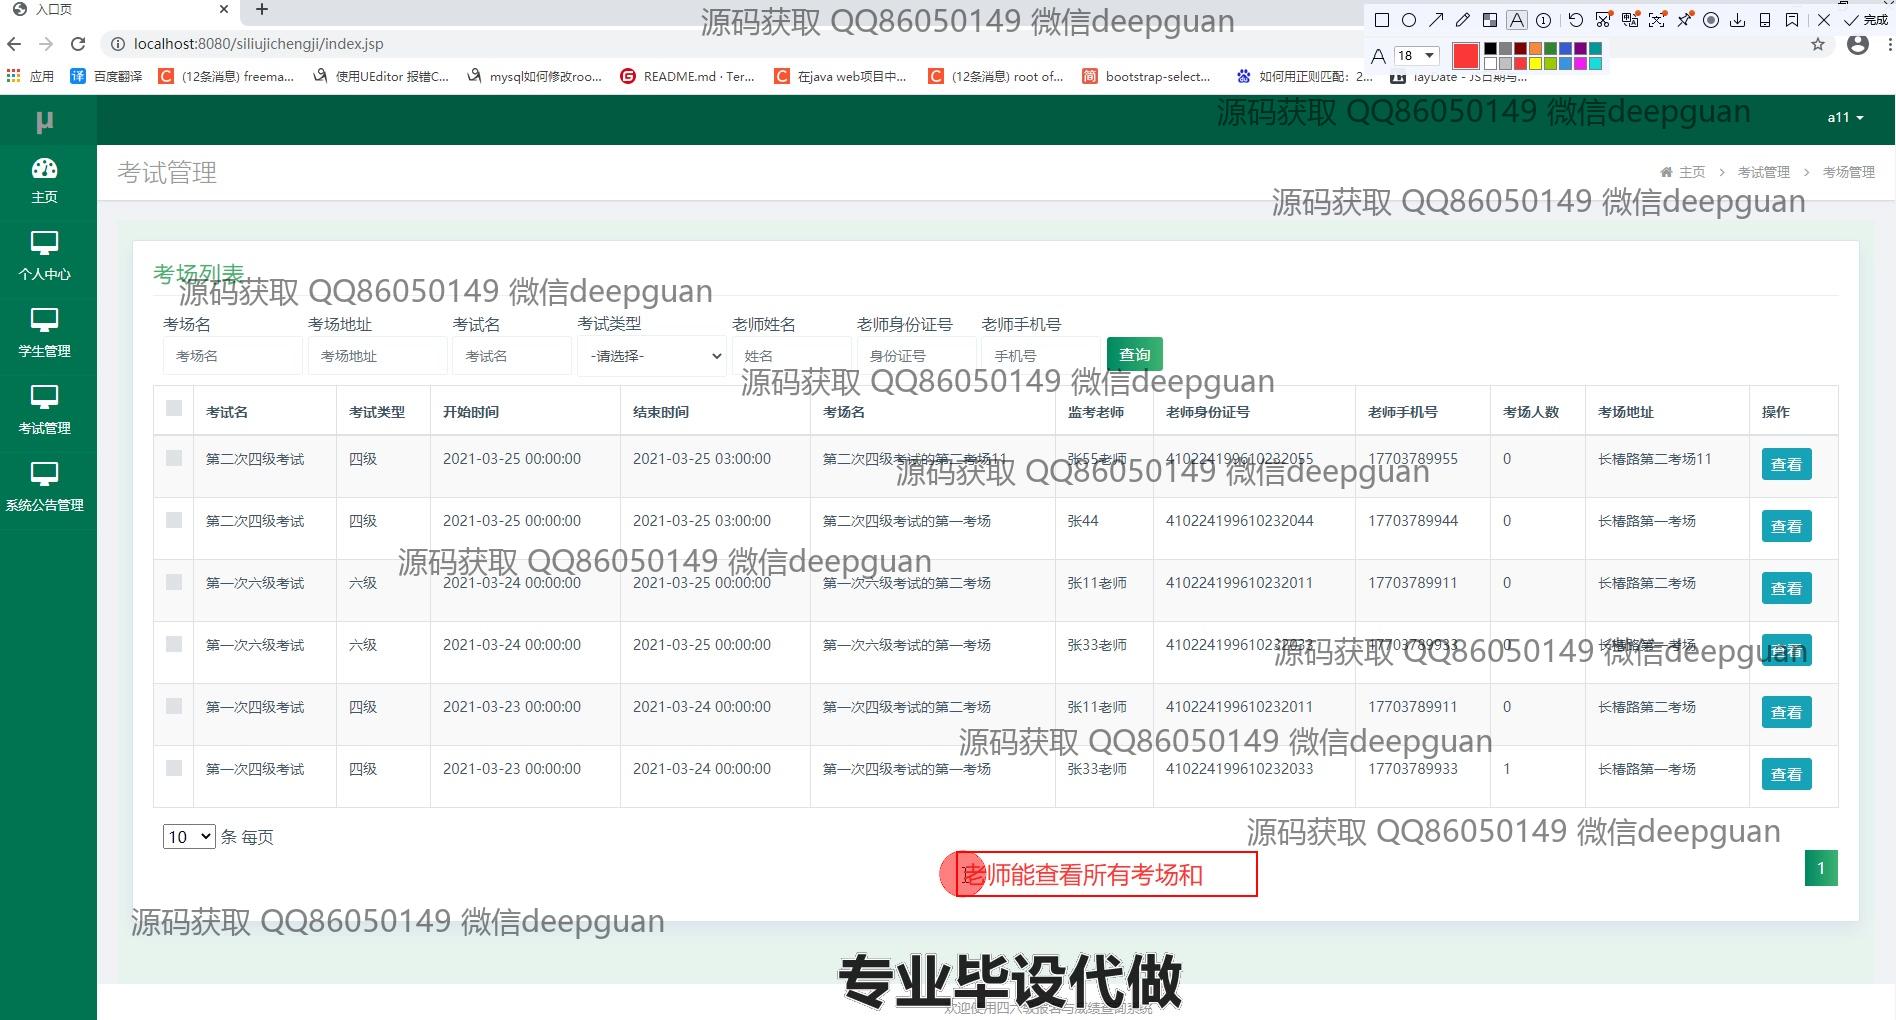 入口页
源码获取 QQ86050149 微信deepguan
完成
localhost:8080/siliujichengji/index.jsp
18
应用 百度翻译 (12条消息) freema... 使用UEditor 报错C... mysql如何修改roo... README.md · Ter... 在java web项目中... (12条消息) root of... bootstrap-select... 如何用正则匹配：2... layDate - JS日期与...
μ
源码获取 QQ86050149 微信deepguan
a11
主页
考试管理
主页 > 考试管理 > 考场管理
源码获取 QQ86050149 微信deepguan
个人中心
学生管理
考试管理
系统公告管理
考场列表
源码获取 QQ86050149 微信deepguan
考场名 考场地址 考试名 考试类型 老师姓名 老师身份证号 老师手机号
考场名 考场地址 考试名 -请选择- 姓名 身份证号 手机号 查询
源码获取 QQ86050149 微信deepguan
考试名 考试类型 开始时间 结束时间 考场名 监考老师 老师身份证号 老师手机号 考场人数 考场地址 操作
第二次四级考试 四级 2021-03-25 00:00:00 2021-03-25 03:00:00 第二次四级考试的第二考场11 张55老师 410224199610232055 17703789955 0 长椿路第二考场11 查看
源码获取 QQ86050149 微信deepguan
第二次四级考试 四级 2021-03-25 00:00:00 2021-03-25 03:00:00 第二次四级考试的第一考场 张44 410224199610232044 17703789944 0 长椿路第一考场 查看
源码获取 QQ86050149 微信deepguan
第一次六级考试 六级 2021-03-24 00:00:00 2021-03-25 00:00:00 第一次六级考试的第二考场 张11老师 410224199610232011 17703789911 0 长椿路第二考场 查看
第一次六级考试 六级 2021-03-24 00:00:00 2021-03-25 00:00:00 第一次六级考试的第一考场 张33老师 410224199610232033 17703789933 0 长椿路第一考场 查看
源码获取 QQ86050149 微信deepguan
第一次四级考试 四级 2021-03-23 00:00:00 2021-03-24 00:00:00 第一次四级考试的第二考场 张11老师 410224199610232011 17703789911 0 长椿路第二考场 查看
源码获取 QQ86050149 微信deepguan
第一次四级考试 四级 2021-03-23 00:00:00 2021-03-24 00:00:00 第一次四级考试的第一考场 张33老师 410224199610232033 17703789933 1 长椿路第一考场 查看
10 条 每页
源码获取 QQ86050149 微信deepguan
老师能查看所有考场和
1
源码获取 QQ86050149 微信deepguan
专业毕设代做
欢迎使用四六级报名与成绩查询系统